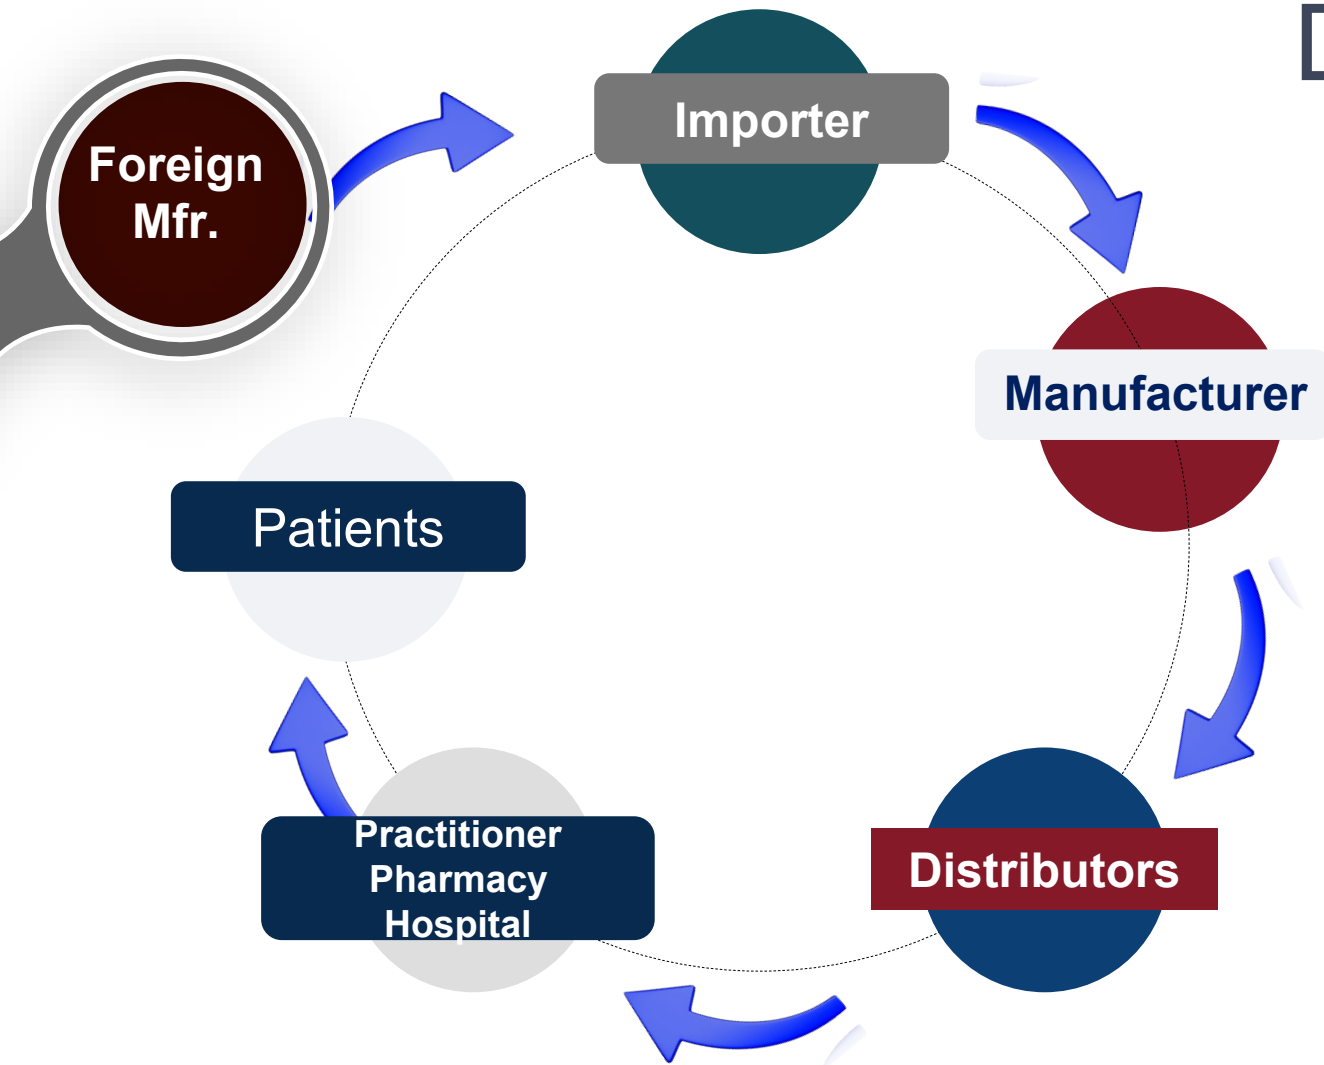 Foreign
Mfr.
Importer
Manufacturer
Distributors
Practitioner
Pharmacy
Hospital
Patients